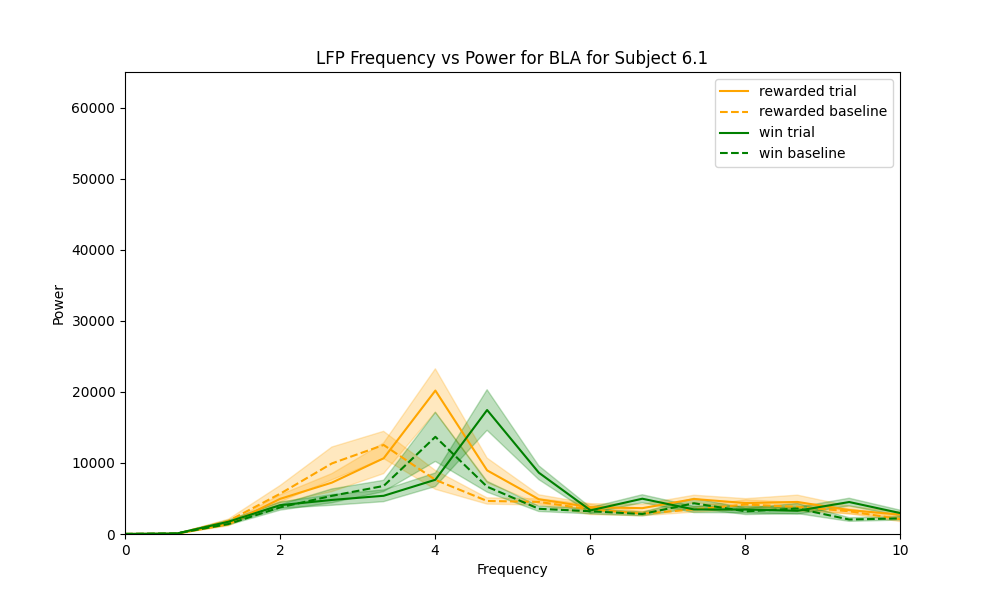 LFP Frequency vs Power for BLA for Subject 6.1
rewarded trial
rewarded baseline
win trial
win baseline
60000
50000
40000
30000
20000
10000
0
Power
0 2 4 6 8 10
Frequency